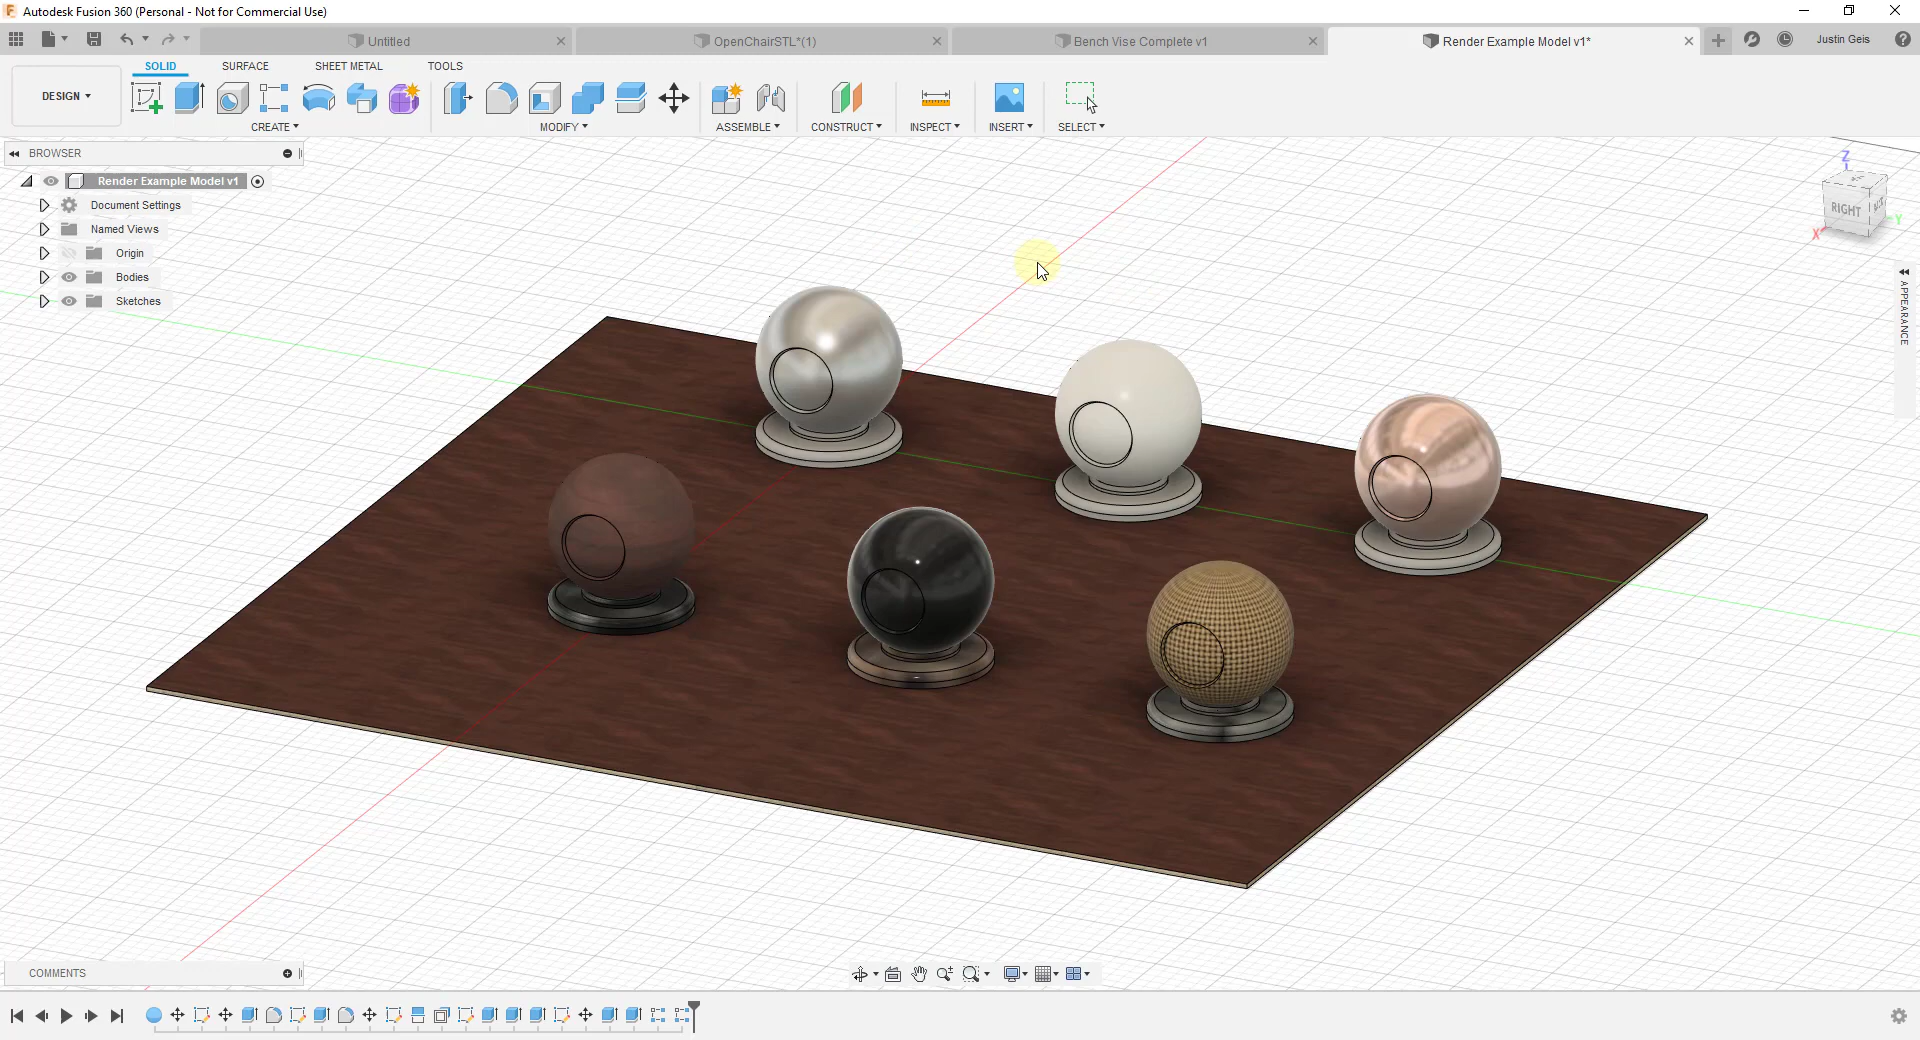 Autodesk Fusion 360 (Personal - Not for Commercial Use)
Untitled
OpenChairSTL*(1)
Bench Vise Complete v1
Render Example Model v1*
Justin Geis
SOLID SURFACE SHEET METAL TOOLS
DESIGN
CREATE MODIFY ASSEMBLE CONSTRUCT INSPECT INSERT SELECT
BROWSER
Render Example Model v1
Document Settings
Named Views
Origin
Bodies
Sketches
Z
RIGHT
X
Y
APPEARANCE
COMMENTS